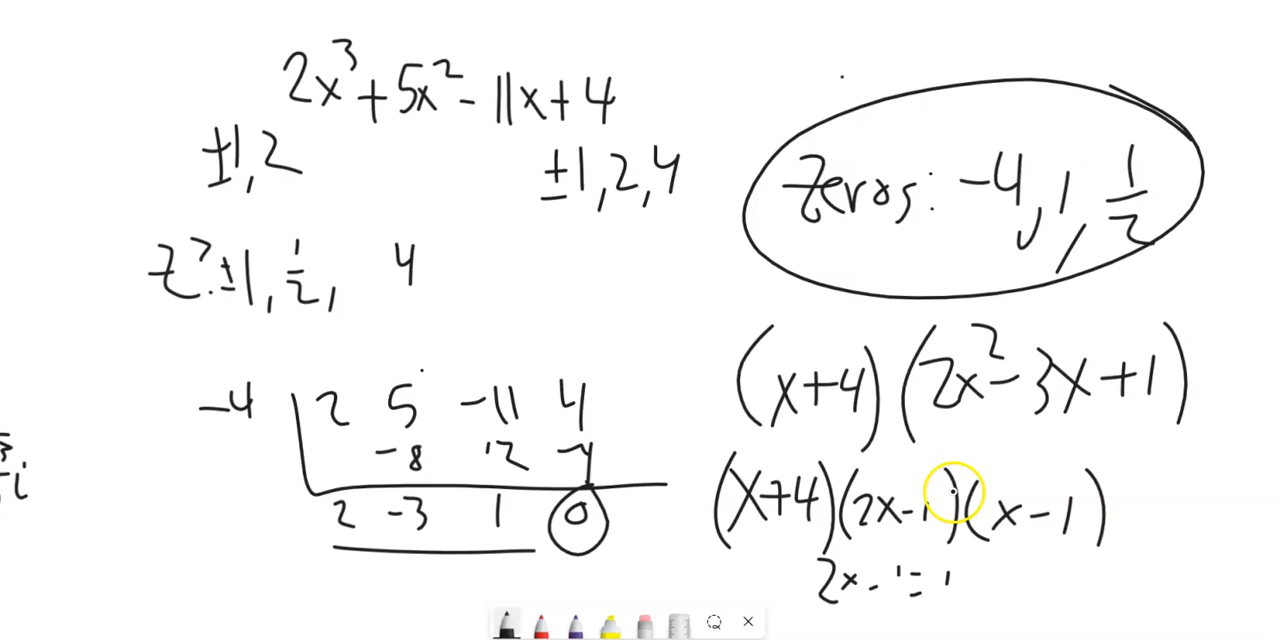 2x³ + 5x² - 11x + 4
±1, 2
±1, 2, 4
Z? ±1, 1/2, 4
Zeros: -4, 1, 1/2
(x+4)(2x² - 3x + 1)
-4 | 2 5 -11 4
-8 12 -4
2 -3 1 0
(x+4)(2x-1)(x-1)
2x - 1 =
i